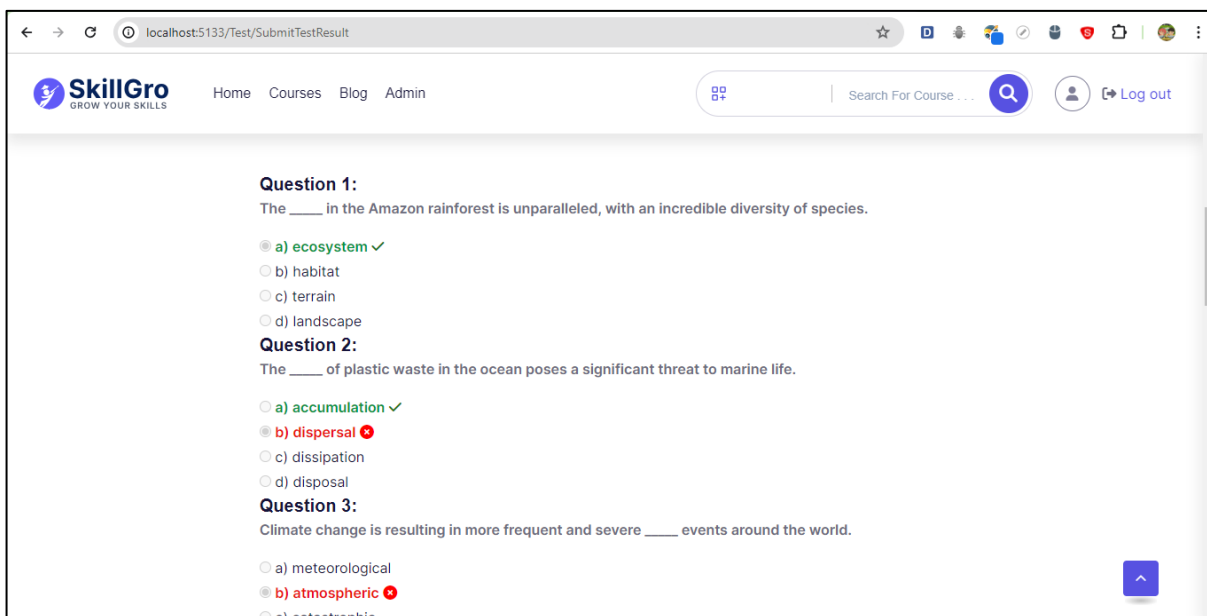 localhost:5133/Test/SubmitTestResult
SkillGro
GROW YOUR SKILLS
Home Courses Blog Admin
Search For Course . . .
Log out
Question 1:
The _____ in the Amazon rainforest is unparalleled, with an incredible diversity of species.
a) ecosystem ✓
b) habitat
c) terrain
d) landscape
Question 2:
The _____ of plastic waste in the ocean poses a significant threat to marine life.
a) accumulation ✓
b) dispersal
c) dissipation
d) disposal
Question 3:
Climate change is resulting in more frequent and severe _____ events around the world.
a) meteorological
b) atmospheric